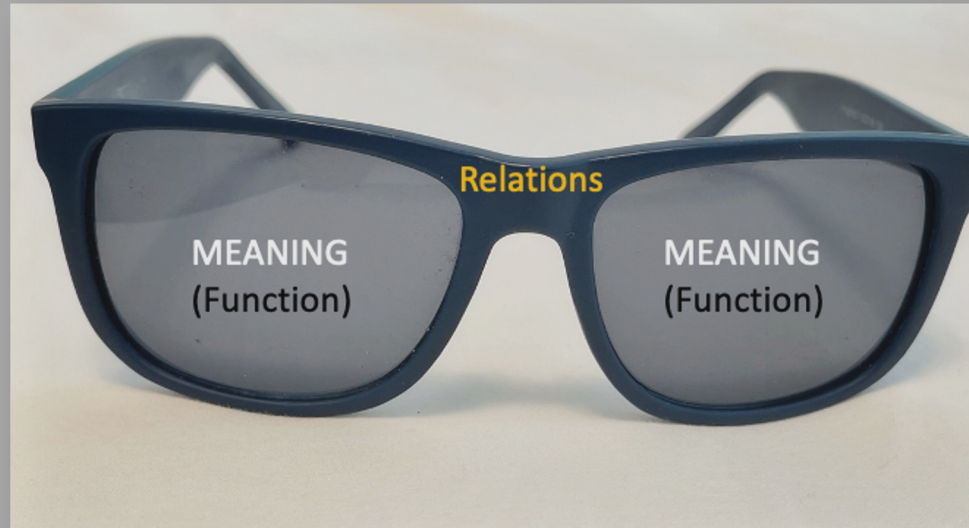 Relations
MEANING
(Function)
MEANING
(Function)